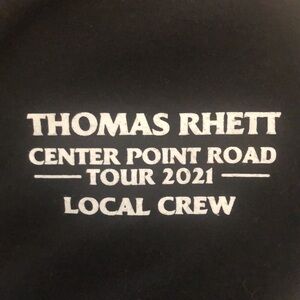 THOMAS RHETT
CENTER POINT ROAD
TOUR 2021
LOCAL CREW